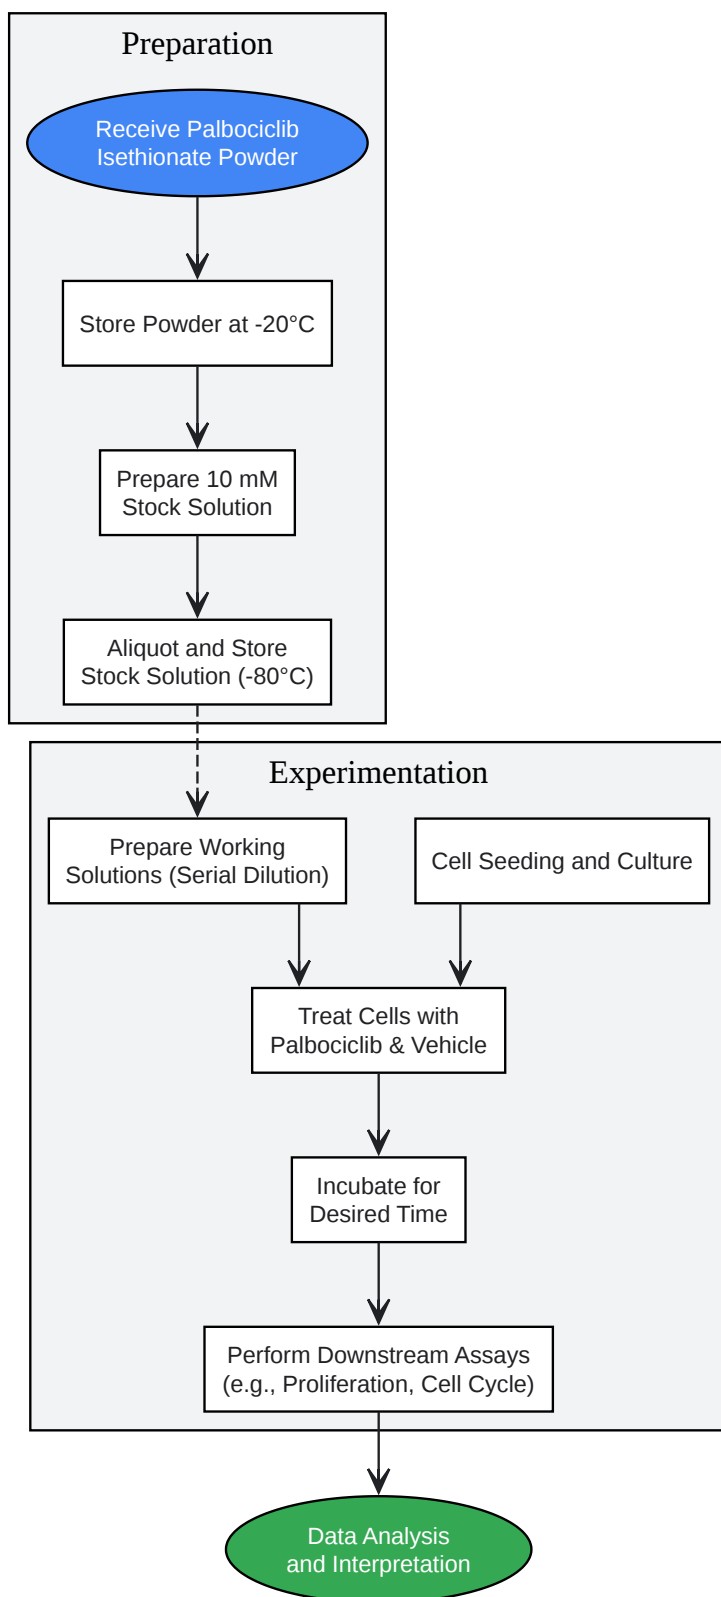 Preparation
Receive Palbociclib
Isethionate Powder
Store Powder at -20°C
Prepare 10 mM
Stock Solution
Aliquot and Store
Stock Solution (-80°C)
Experimentation
Prepare Working
Solutions (Serial Dilution)
Cell Seeding and Culture
Treat Cells with
Palbociclib & Vehicle
Incubate for
Desired Time
Perform Downstream Assays
(e.g., Proliferation, Cell Cycle)
Data Analysis
and Interpretation